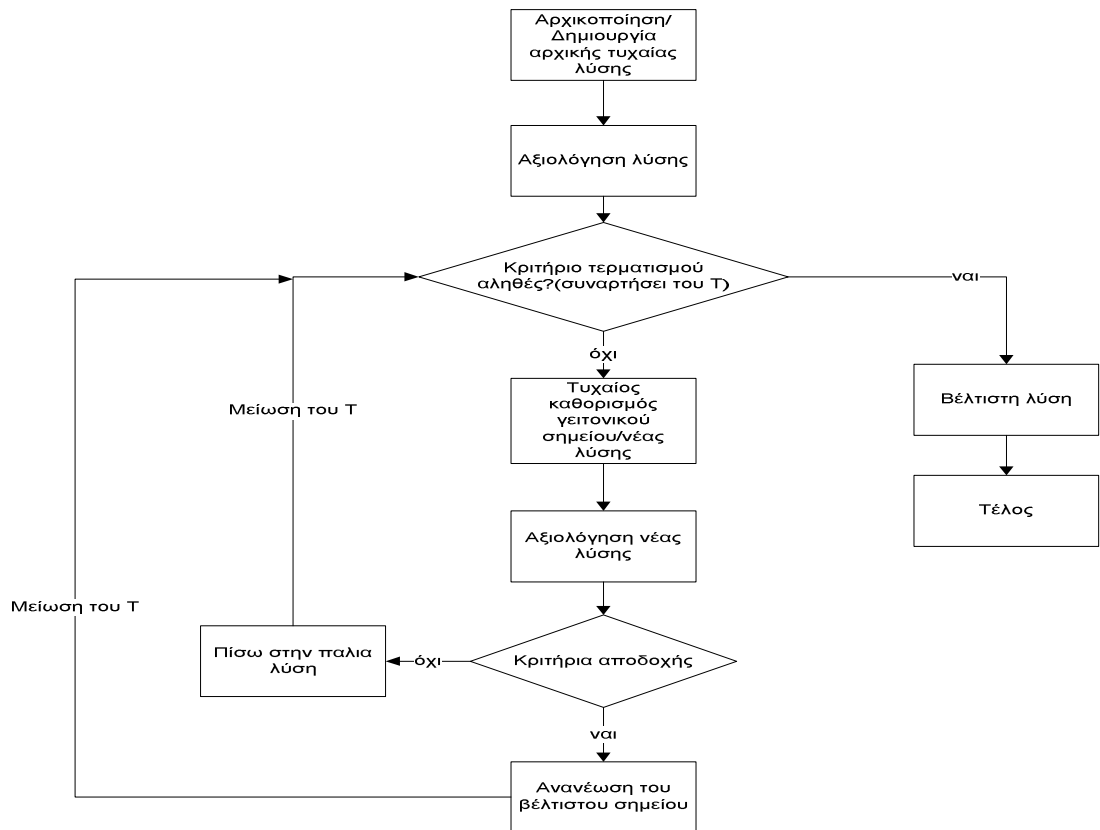 Αρχικοποίηση/
Δημιουργία
αρχικής τυχαίας
λύσης
Αξιολόγηση λύσης
Κριτήριο τερματισμού
αληθές?(συναρτήσει του Τ)
ναι
όχι
Τυχαίος
καθορισμός
γειτονικού
σημείου/νέας
λύσης
Βέλτιστη λύση
Μείωση του Τ
Τέλος
Αξιολόγηση νέας
λύσης
Μείωση του Τ
Πίσω στην παλια
λύση
όχι
Κριτήρια αποδοχής
ναι
Ανανέωση του
βέλτιστου σημείου